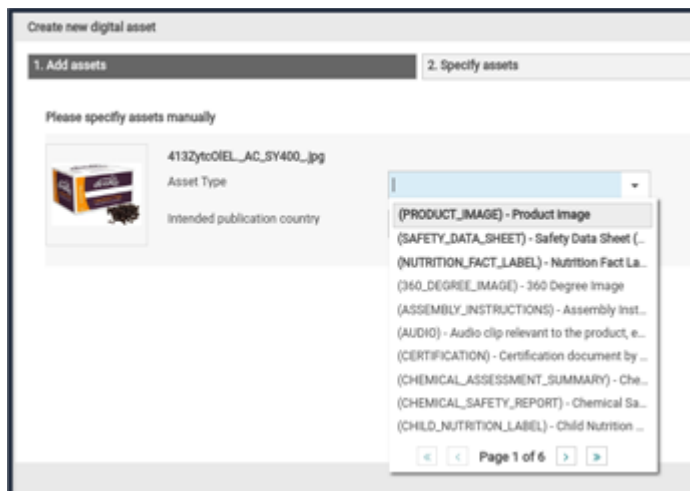 Create new digital asset
1. Add assets
2. Specify assets
Please specifiy assets manually
413ZytcOlEL._AC_SY400_.jpg
Asset Type
Intended publication country
(PRODUCT_IMAGE) - Product Image
(SAFETY_DATA_SHEET) - Safety Data Sheet (...
(NUTRITION_FACT_LABEL) - Nutrition Fact La...
(360_DEGREE_IMAGE) - 360 Degree Image
(ASSEMBLY_INSTRUCTIONS) - Assembly Inst...
(AUDIO) - Audio clip relevant to the product, e...
(CERTIFICATION) - Certification document by ...
(CHEMICAL_ASSESSMENT_SUMMARY) - Che...
(CHEMICAL_SAFETY_REPORT) - Chemical Sa...
(CHILD_NUTRITION_LABEL) - Child Nutrition ...
« ‹ Page 1 of 6 › »